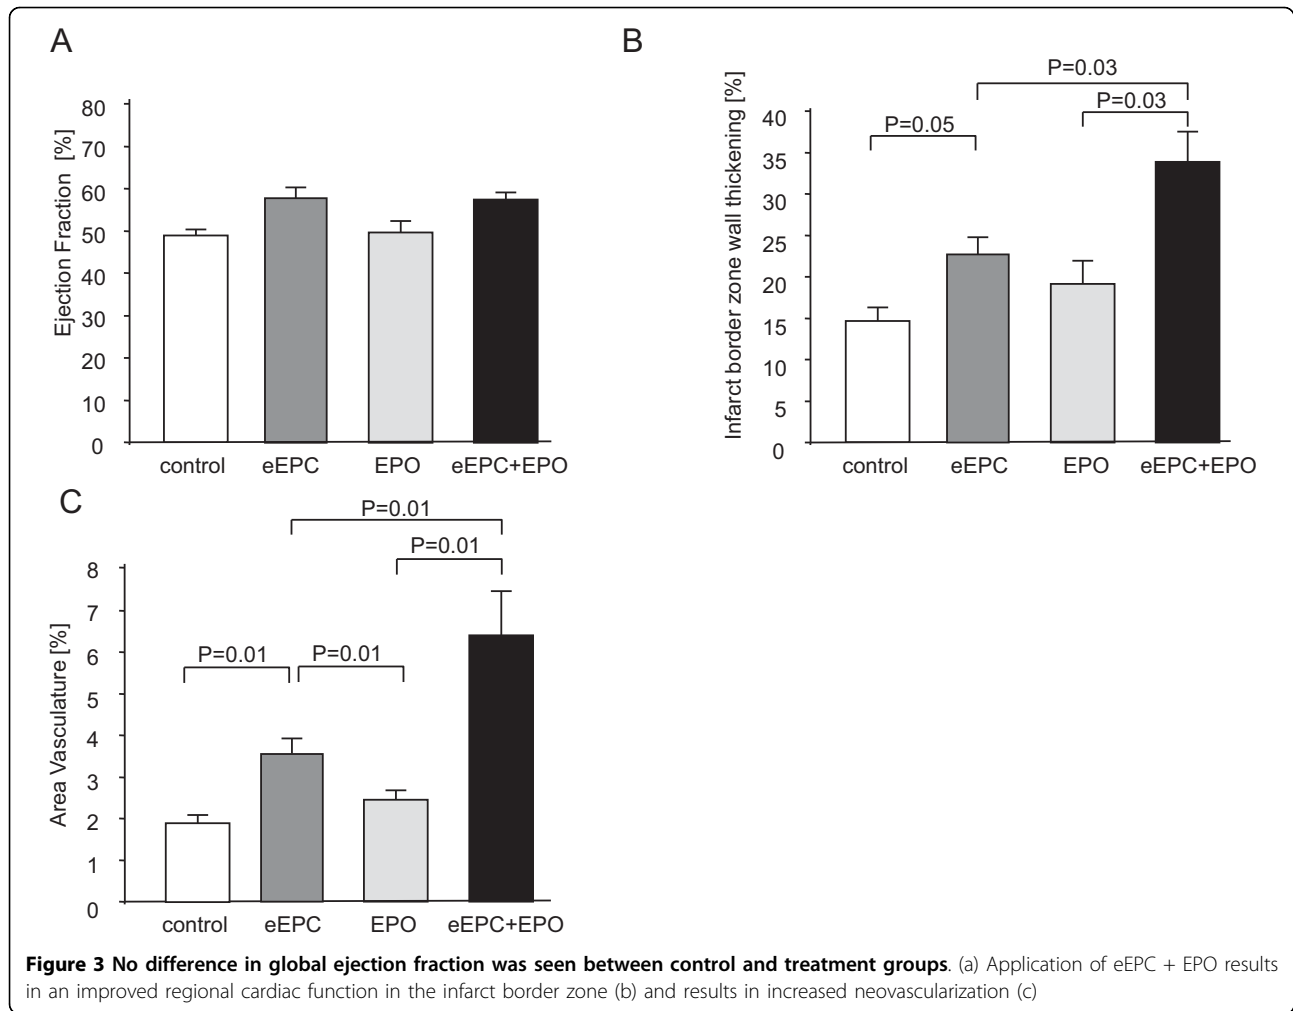 A
Ejection Fraction [%]
80
70
60
50
40
30
20
10
0
control eEPC EPO eEPC+EPO
B
Infarct border zone wall thickening [%]
P=0.03
P=0.03
P=0.05
40
35
30
25
20
15
10
5
0
control eEPC EPO eEPC+EPO
C
Area Vasculature [%]
P=0.01
P=0.01
P=0.01 P=0.01
8
7
6
5
4
3
2
1
0
control eEPC EPO eEPC+EPO
Figure 3 No difference in global ejection fraction was seen between control and treatment groups. (a) Application of eEPC + EPO results
in an improved regional cardiac function in the infarct border zone (b) and results in increased neovascularization (c)